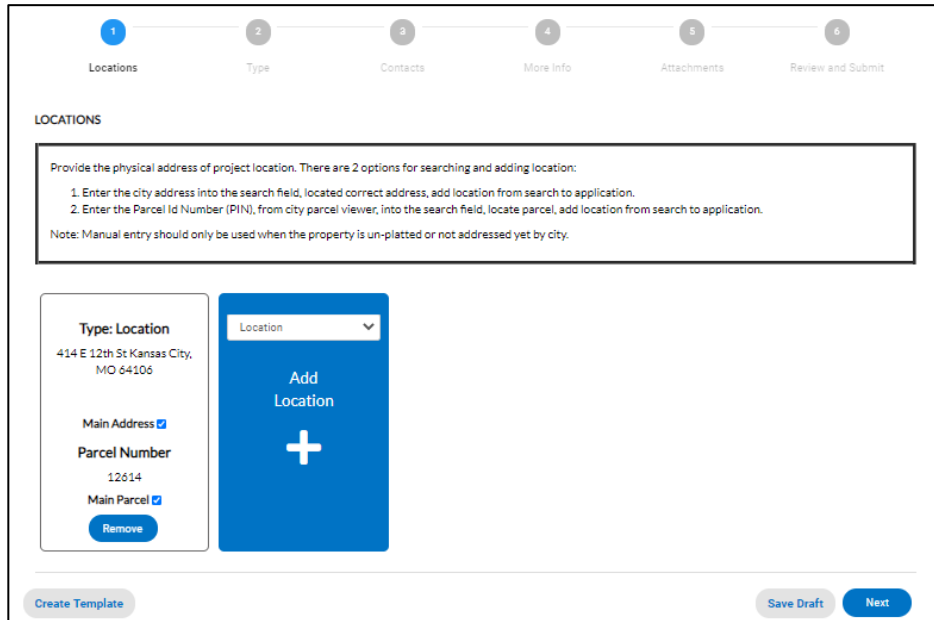 1 2 3 4 5 6
Locations Type Contacts More Info Attachments Review and Submit
LOCATIONS
Provide the physical address of project location. There are 2 options for searching and adding location:
1. Enter the city address into the search field, located correct address, add location from search to application.
2. Enter the Parcel Id Number (PIN), from city parcel viewer, into the search field, locate parcel, add location from search to application.
Note: Manual entry should only be used when the property is un-platted or not addressed yet by city.
Type: Location
414 E 12th St Kansas City,
MO 64106
Main Address
Parcel Number
12614
Main Parcel
Remove
Location
Add
Location
Create Template
Save Draft
Next